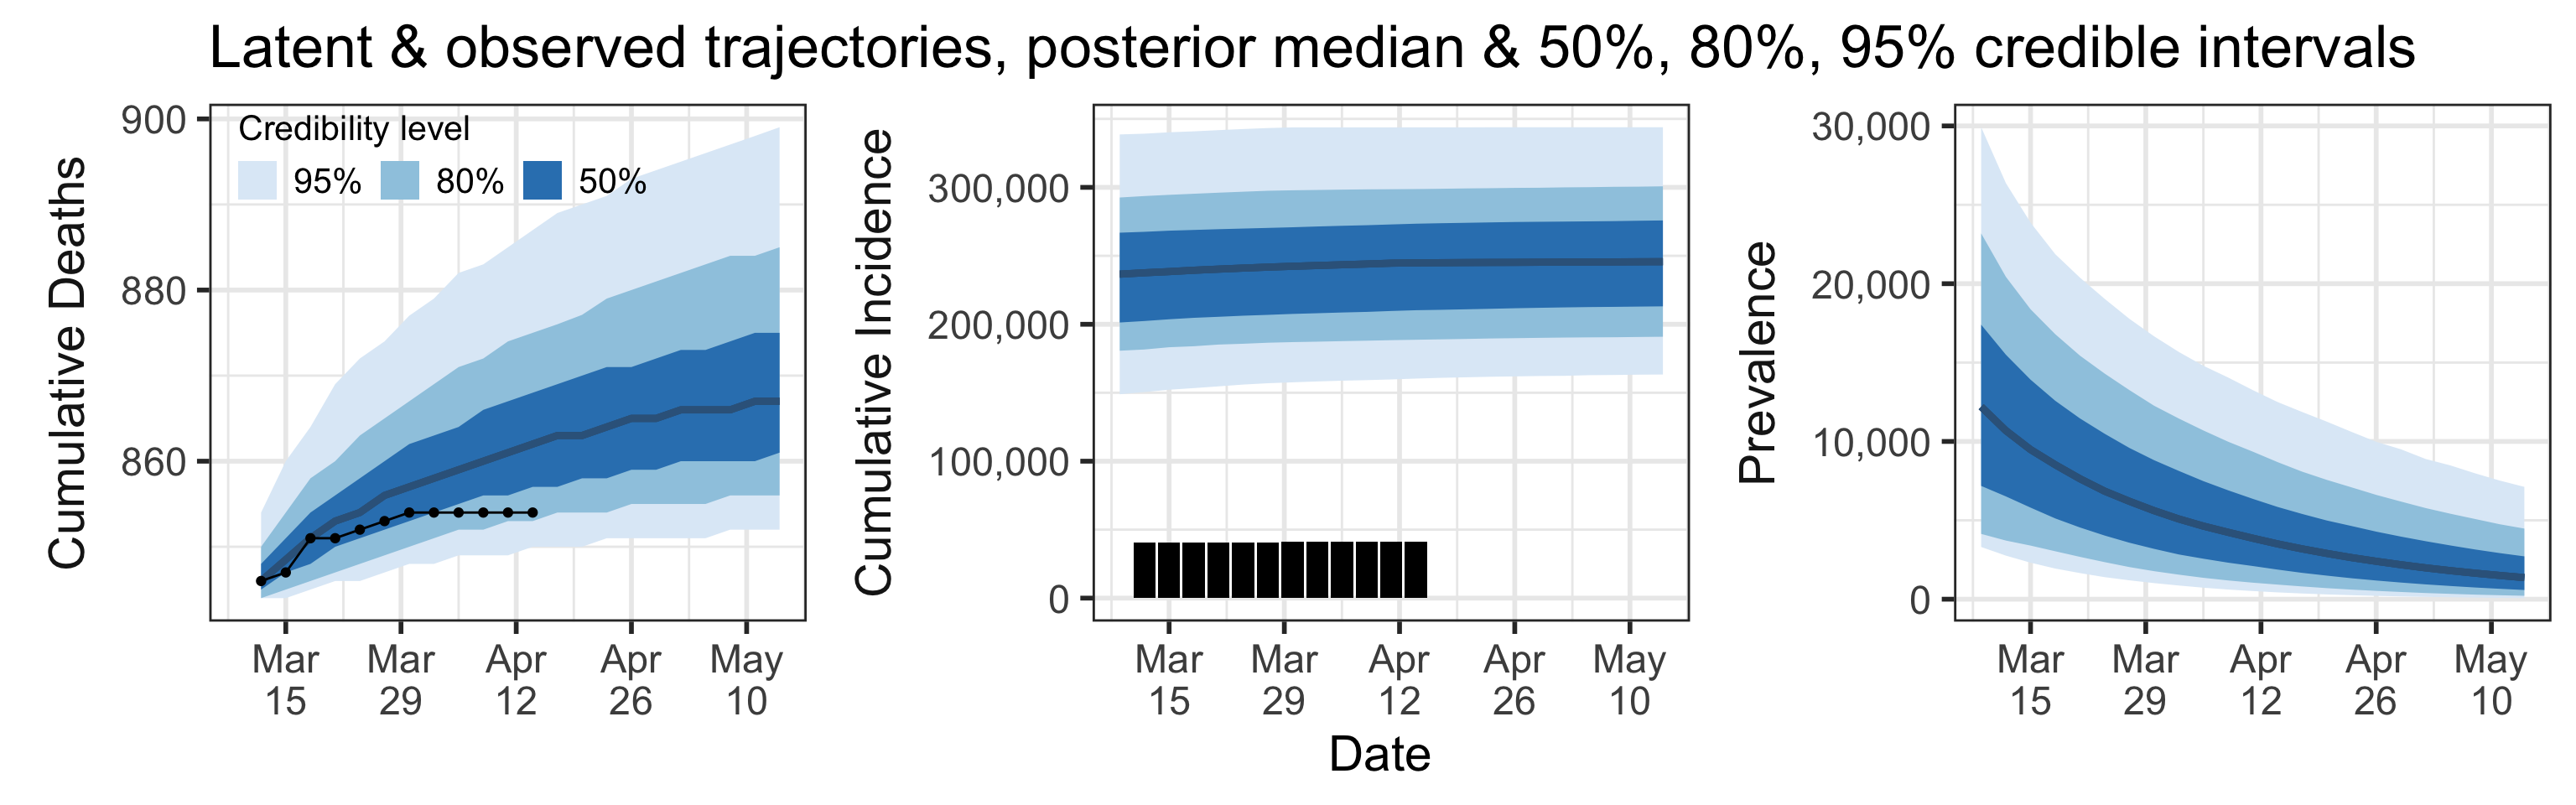 Latent & observed trajectories, posterior median & 50%, 80%, 95% credible intervals
Cumulative Deaths
900
880
860
Credibility level
95% 80% 50%
Mar Mar Apr Apr May
15 29 12 26 10
Cumulative Incidence
300,000
200,000
100,000
0
Mar Mar Apr Apr May
15 29 12 26 10
Prevalence
30,000
20,000
10,000
0
Mar Mar Apr Apr May
15 29 12 26 10
Date